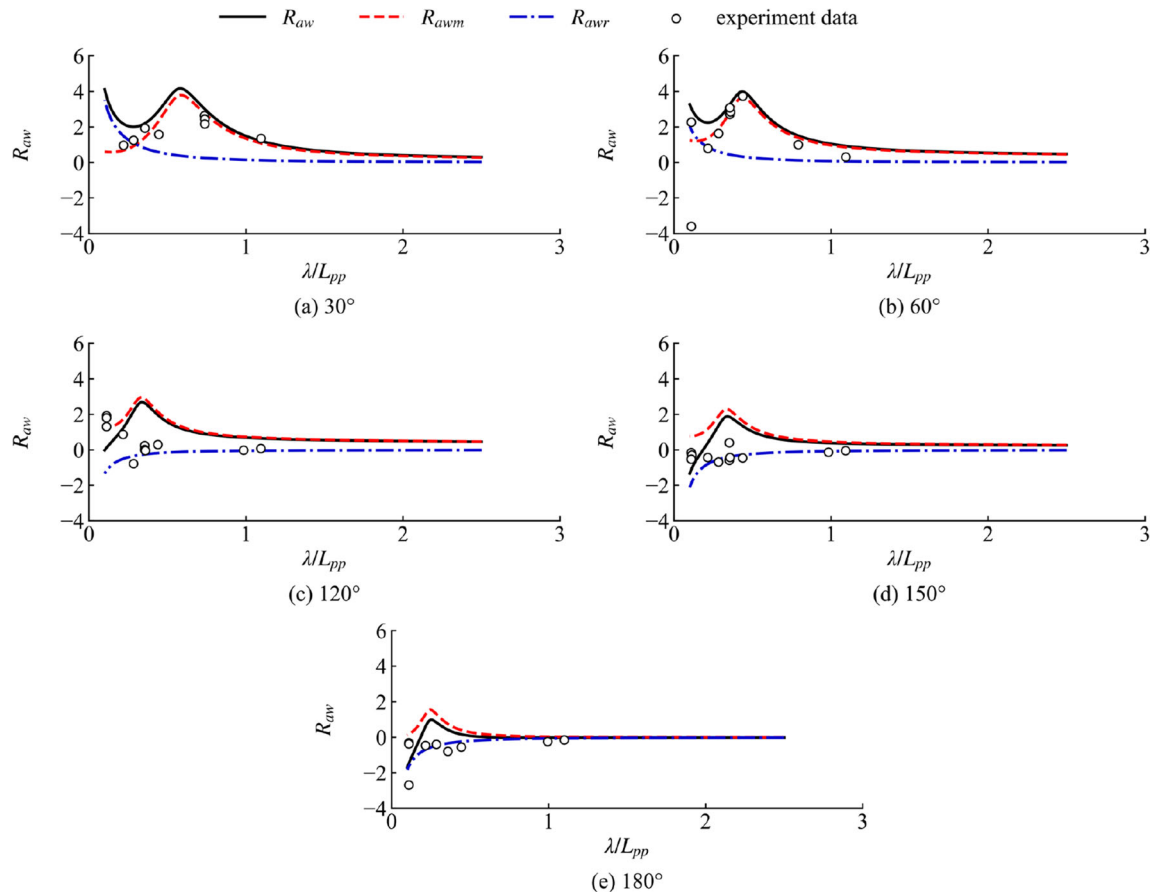 R_aw R_awm R_awr experiment data
6
4
2
0
−2
−4
R_aw
0 1 2 3
λ/L_pp
(a) 30°
6
4
2
0
−2
−4
R_aw
0 1 2 3
λ/L_pp
(b) 60°
6
4
2
0
−2
−4
R_aw
0 1 2 3
λ/L_pp
(c) 120°
6
4
2
0
−2
−4
R_aw
0 1 2 3
λ/L_pp
(d) 150°
6
4
2
0
−2
−4
R_aw
0 1 2 3
λ/L_pp
(e) 180°